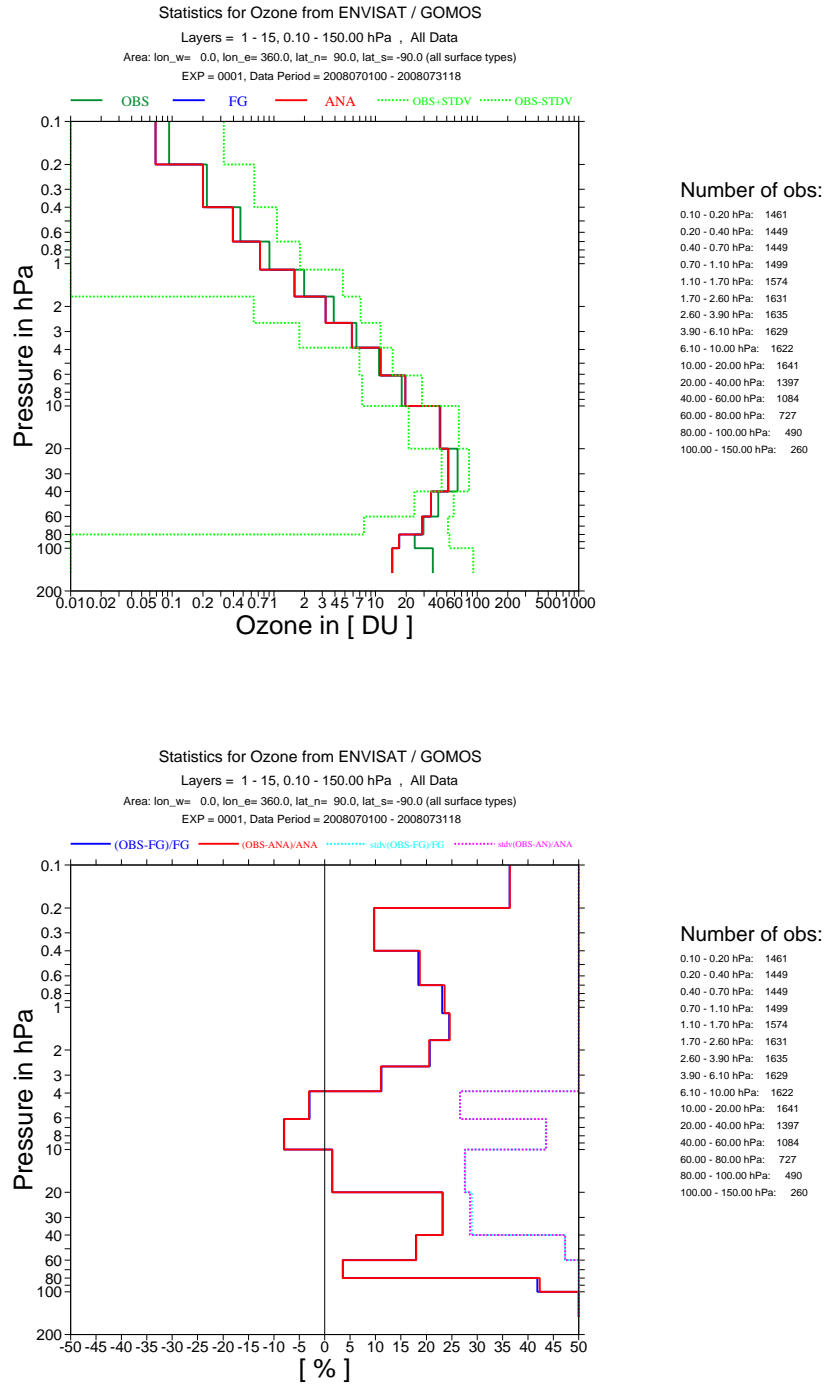 Statistics for Ozone from ENVISAT / GOMOS
Layers = 1 - 15, 0.10 - 150.00 hPa , All Data
Area: lon_w= 0.0, lon_e= 360.0, lat_n= 90.0, lat_s= -90.0 (all surface types)
EXP = 0001, Data Period = 2008070100 - 2008073118
OBS FG ANA OBS+STDV OBS-STDV
0.1
0.2
0.3
0.4
0.6
0.8
1
2
3
4
6
8
10
20
30
40
60
80
100
200
Pressure in hPa
0.01 0.02 0.05 0.1 0.2 0.4 0.7 1 2 3 4 5 7 10 20 40 60 100 200 500 1000
Ozone in [ DU ]
Number of obs:
0.10 - 0.20 hPa: 1461
0.20 - 0.40 hPa: 1449
0.40 - 0.70 hPa: 1449
0.70 - 1.10 hPa: 1499
1.10 - 1.70 hPa: 1574
1.70 - 2.60 hPa: 1631
2.60 - 3.90 hPa: 1635
3.90 - 6.10 hPa: 1629
6.10 - 10.00 hPa: 1622
10.00 - 20.00 hPa: 1641
20.00 - 40.00 hPa: 1397
40.00 - 60.00 hPa: 1084
60.00 - 80.00 hPa: 727
80.00 - 100.00 hPa: 490
100.00 - 150.00 hPa: 260
Statistics for Ozone from ENVISAT / GOMOS
Layers = 1 - 15, 0.10 - 150.00 hPa , All Data
Area: lon_w= 0.0, lon_e= 360.0, lat_n= 90.0, lat_s= -90.0 (all surface types)
EXP = 0001, Data Period = 2008070100 - 2008073118
(OBS-FG)/FG (OBS-ANA)/ANA stdv(OBS-FG)/FG stdv(OBS-AN)/ANA
0.1
0.2
0.3
0.4
0.6
0.8
1
2
3
4
6
8
10
20
30
40
60
80
100
200
Pressure in hPa
-50 -45 -40 -35 -30 -25 -20 -15 -10 -5 0 5 10 15 20 25 30 35 40 45 50
[ % ]
Number of obs:
0.10 - 0.20 hPa: 1461
0.20 - 0.40 hPa: 1449
0.40 - 0.70 hPa: 1449
0.70 - 1.10 hPa: 1499
1.10 - 1.70 hPa: 1574
1.70 - 2.60 hPa: 1631
2.60 - 3.90 hPa: 1635
3.90 - 6.10 hPa: 1629
6.10 - 10.00 hPa: 1622
10.00 - 20.00 hPa: 1641
20.00 - 40.00 hPa: 1397
40.00 - 60.00 hPa: 1084
60.00 - 80.00 hPa: 727
80.00 - 100.00 hPa: 490
100.00 - 150.00 hPa: 260